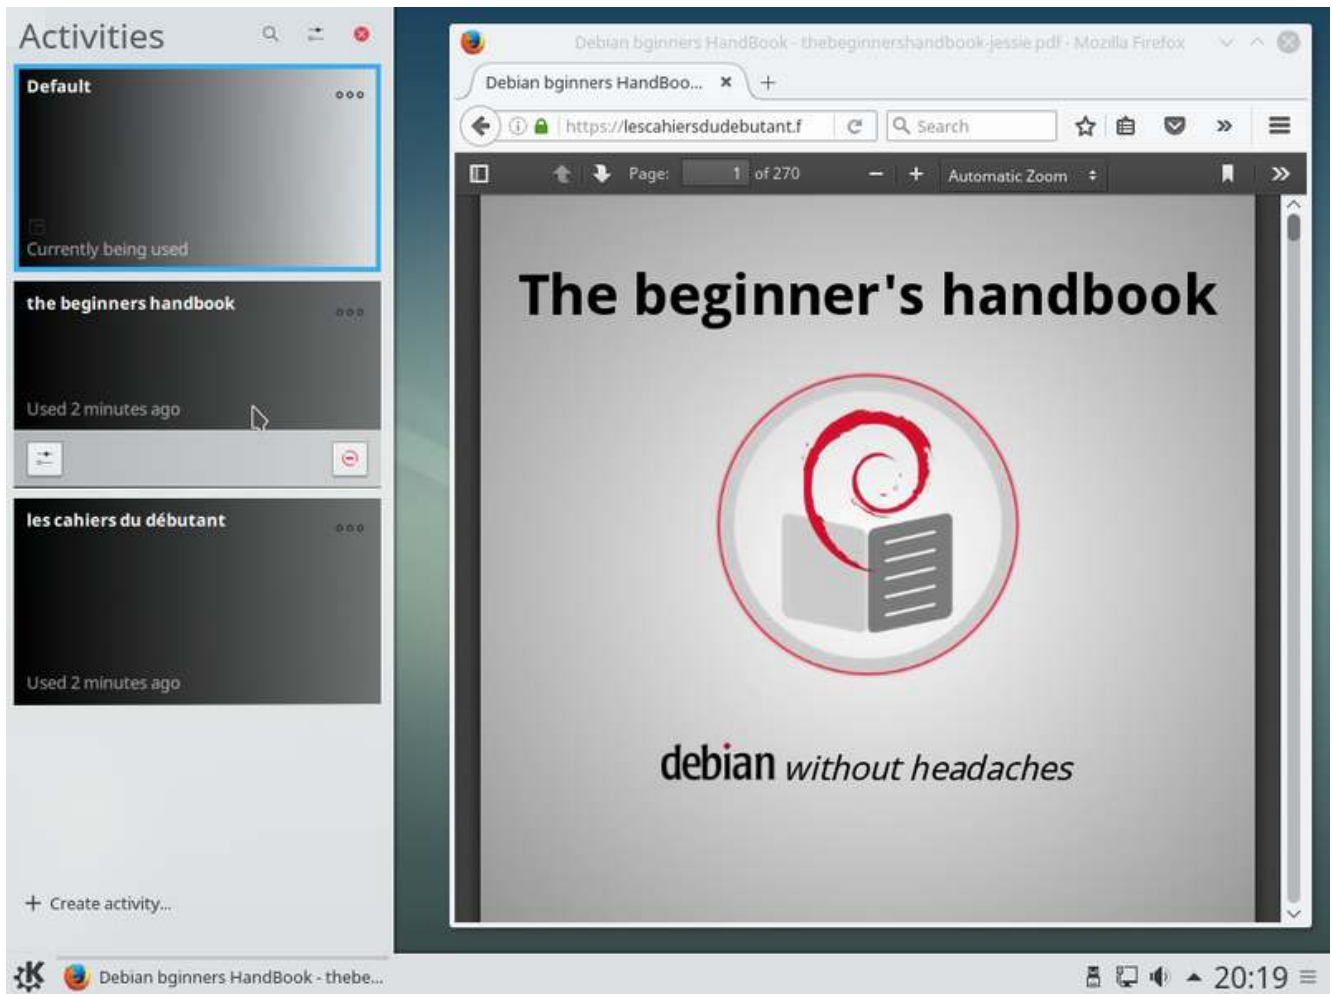 Activities
Default
Currently being used
the beginners handbook
Used 2 minutes ago
les cahiers du débutant
Used 2 minutes ago
+ Create activity...
Debian bginners HandBook - thebeginnershandbook-jessie.pdf - Mozilla Firefox
Debian bginners HandBoo...
https://lescahiersdudebutant.f
Search
Page: 1 of 270
Automatic Zoom
The beginner's handbook
debian without headaches
Debian bginners HandBook - thebe...
20:19